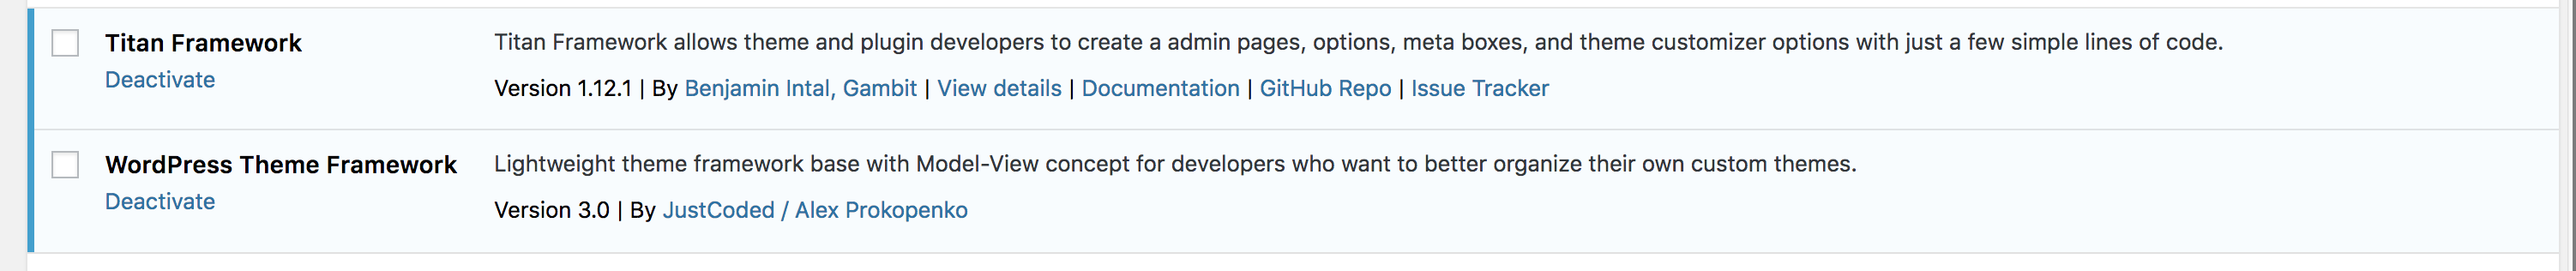 Titan Framework
Deactivate
Titan Framework allows theme and plugin developers to create a admin pages, options, meta boxes, and theme customizer options with just a few simple lines of code.
Version 1.12.1 | By Benjamin Intal, Gambit | View details | Documentation | GitHub Repo | Issue Tracker
WordPress Theme Framework
Deactivate
Lightweight theme framework base with Model-View concept for developers who want to better organize their own custom themes.
Version 3.0 | By JustCoded / Alex Prokopenko